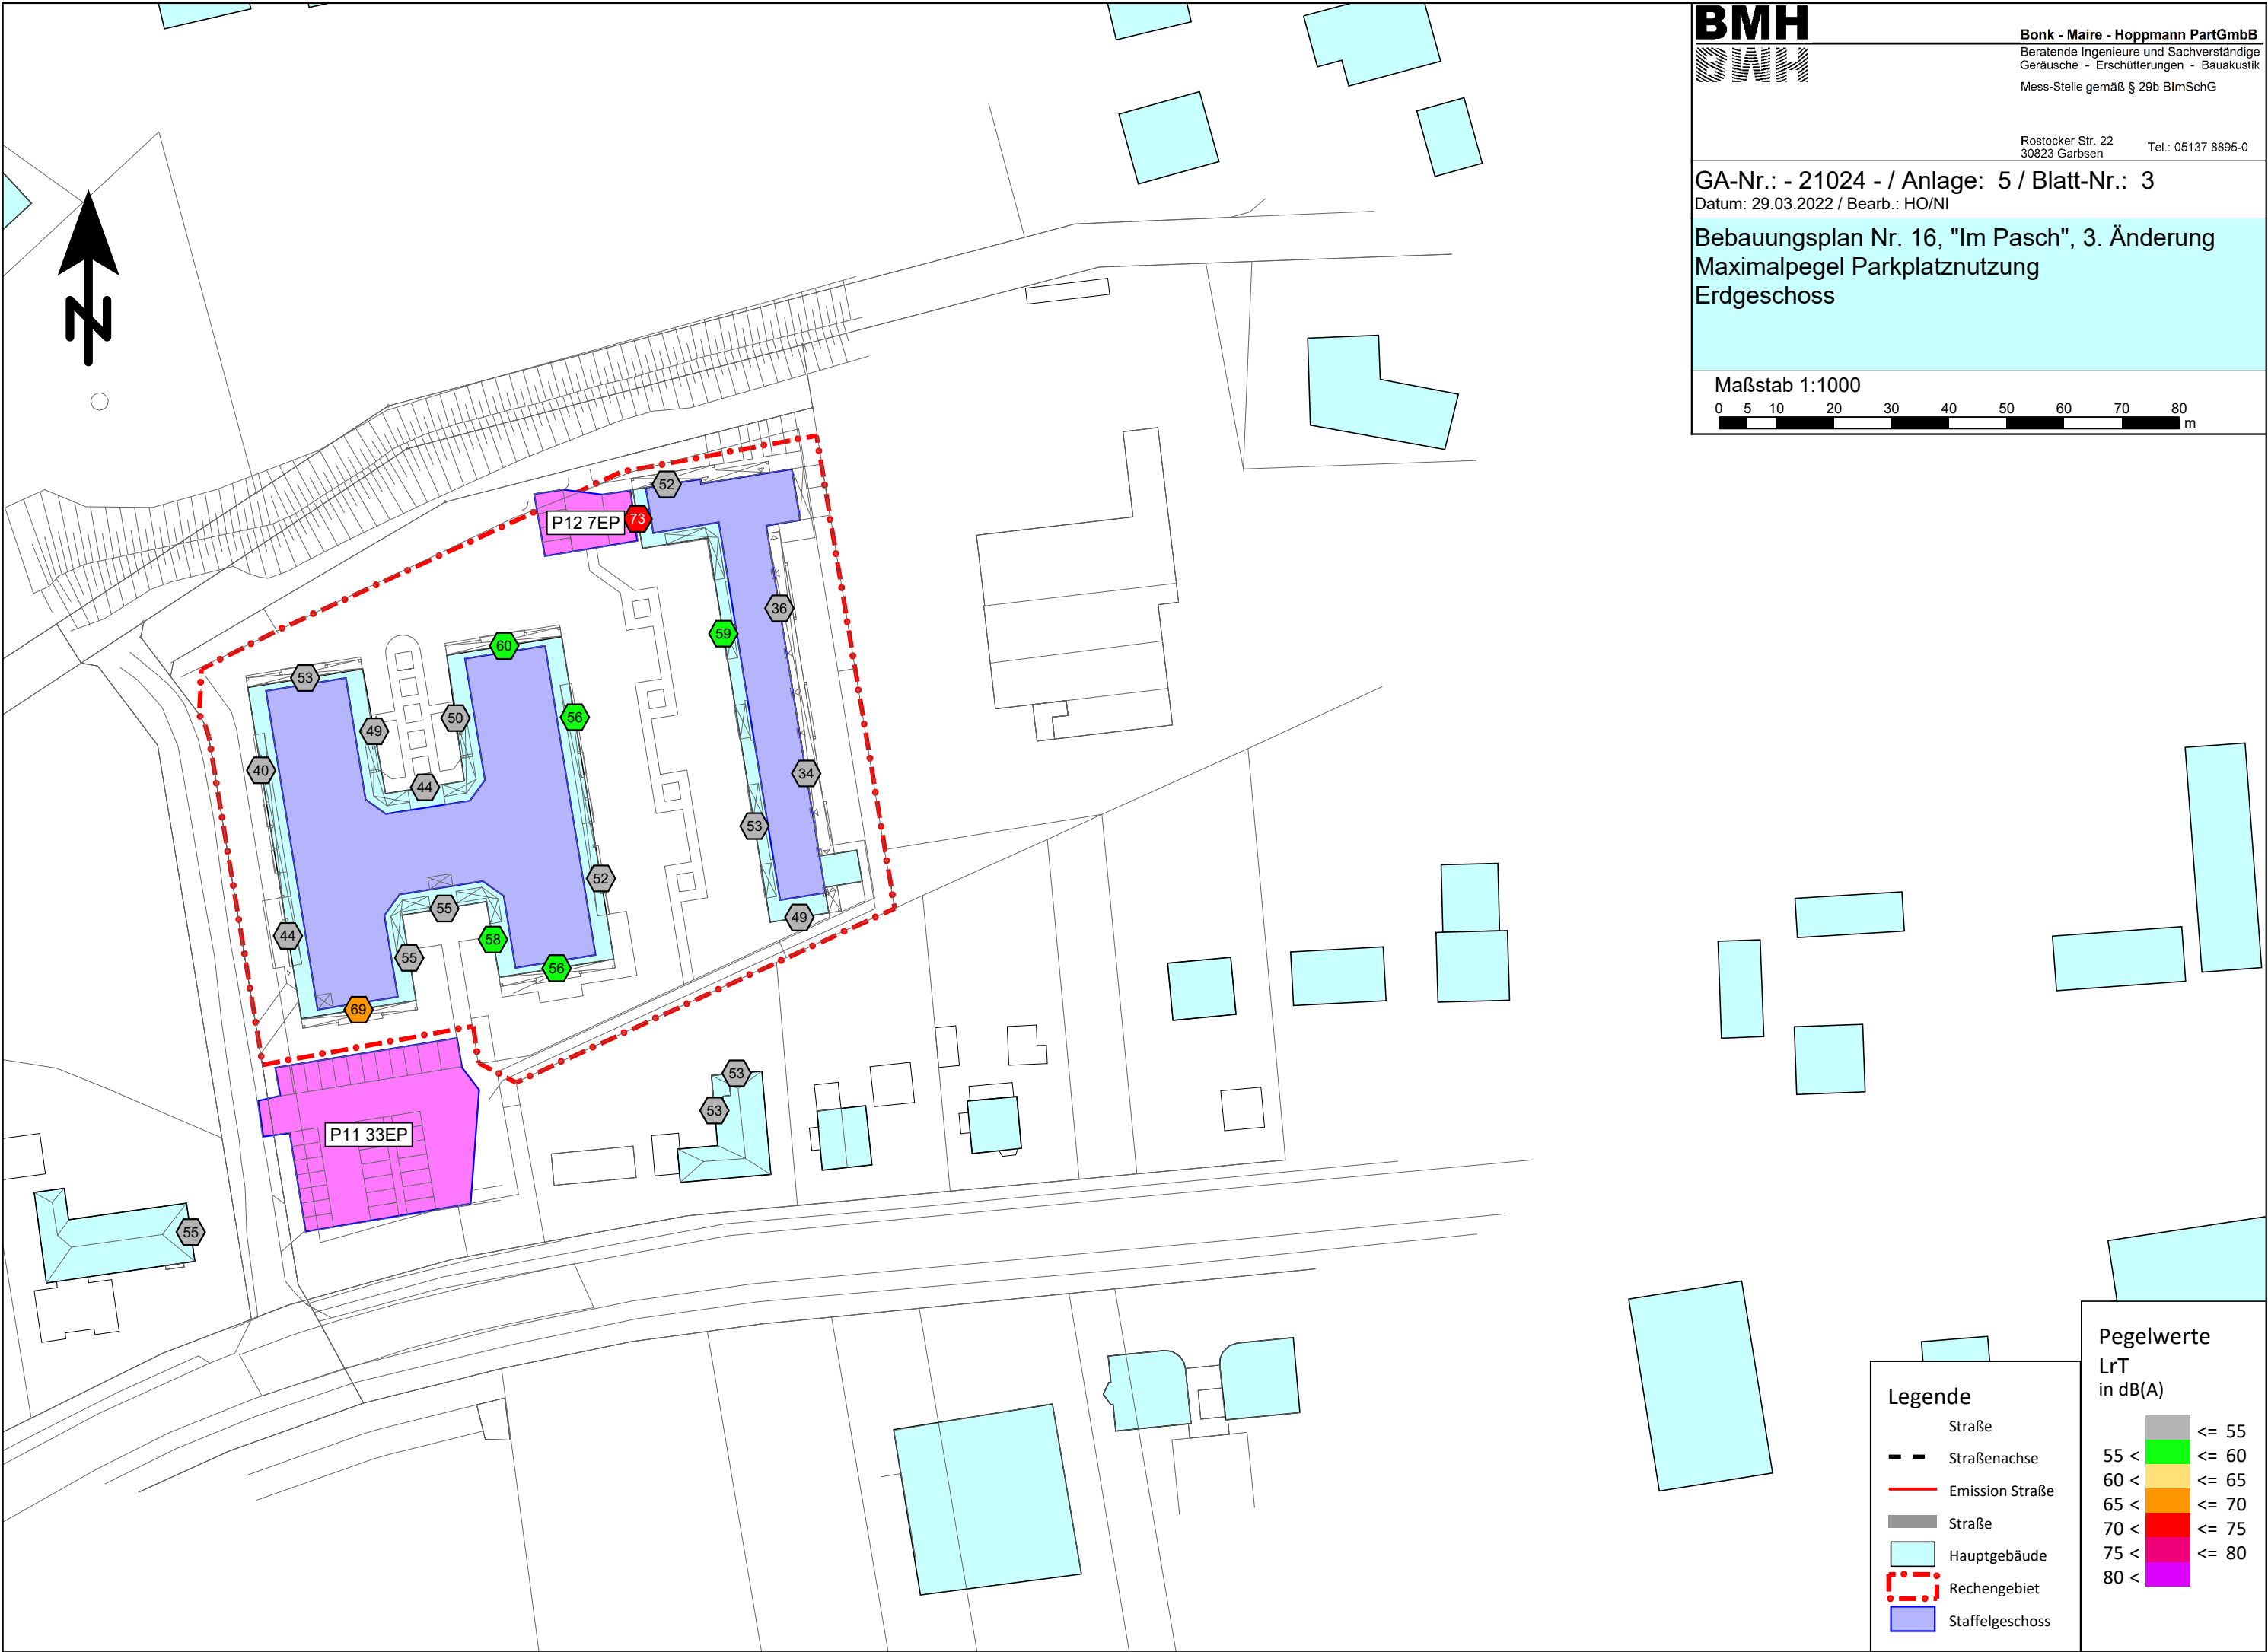 BMH
Bonk - Maire - Hoppmann PartGmbB
BMH
Beratende Ingenieure und Sachverständige
Geräusche - Erschütterungen - Bauakustik
Mess-Stelle gemäß § 29b BImSchG
Rostocker Str. 22
30823 Garbsen
Tel.: 05137 8895-0
GA-Nr.: - 21024 - / Anlage: 5 / Blatt-Nr.: 3
Datum: 29.03.2022 / Bearb.: HO/NI
Bebauungsplan Nr. 16, "Im Pasch", 3. Änderung
Maximalpegel Parkplatznutzung
Erdgeschoss
Maßstab 1:1000
0 5 10 20 30 40 50 60 70 80
m
N
52
P12 7EP
73
36
59
60
53
56
50
49
40
34
44
53
52
55
49
44
58
55
56
69
53
53
P11 33EP
55
Legende
Straße
Straßenachse
Emission Straße
Straße
Hauptgebäude
Rechengebiet
Staffelgeschoss
Pegelwerte
LrT
in dB(A)
<= 55
55 < <= 60
60 < <= 65
65 < <= 70
70 < <= 75
75 < <= 80
80 <